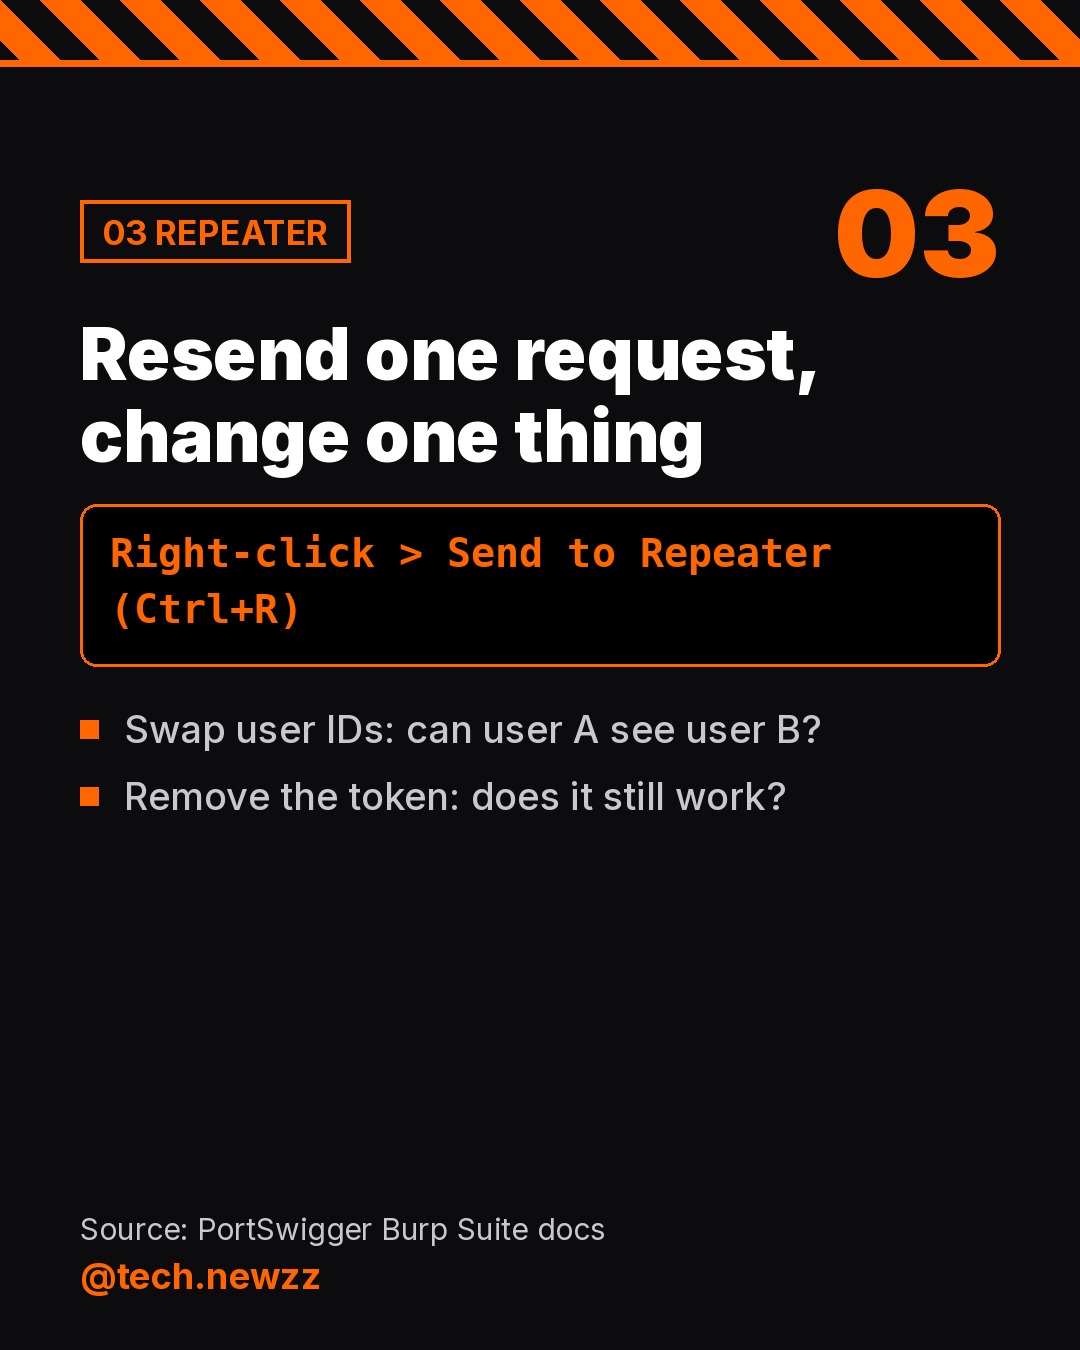 03 REPEATER
03
Resend one request,
change one thing
Right-click > Send to Repeater
(Ctrl+R)
Swap user IDs: can user A see user B?
Remove the token: does it still work?
Source: PortSwigger Burp Suite docs
@tech.newzz